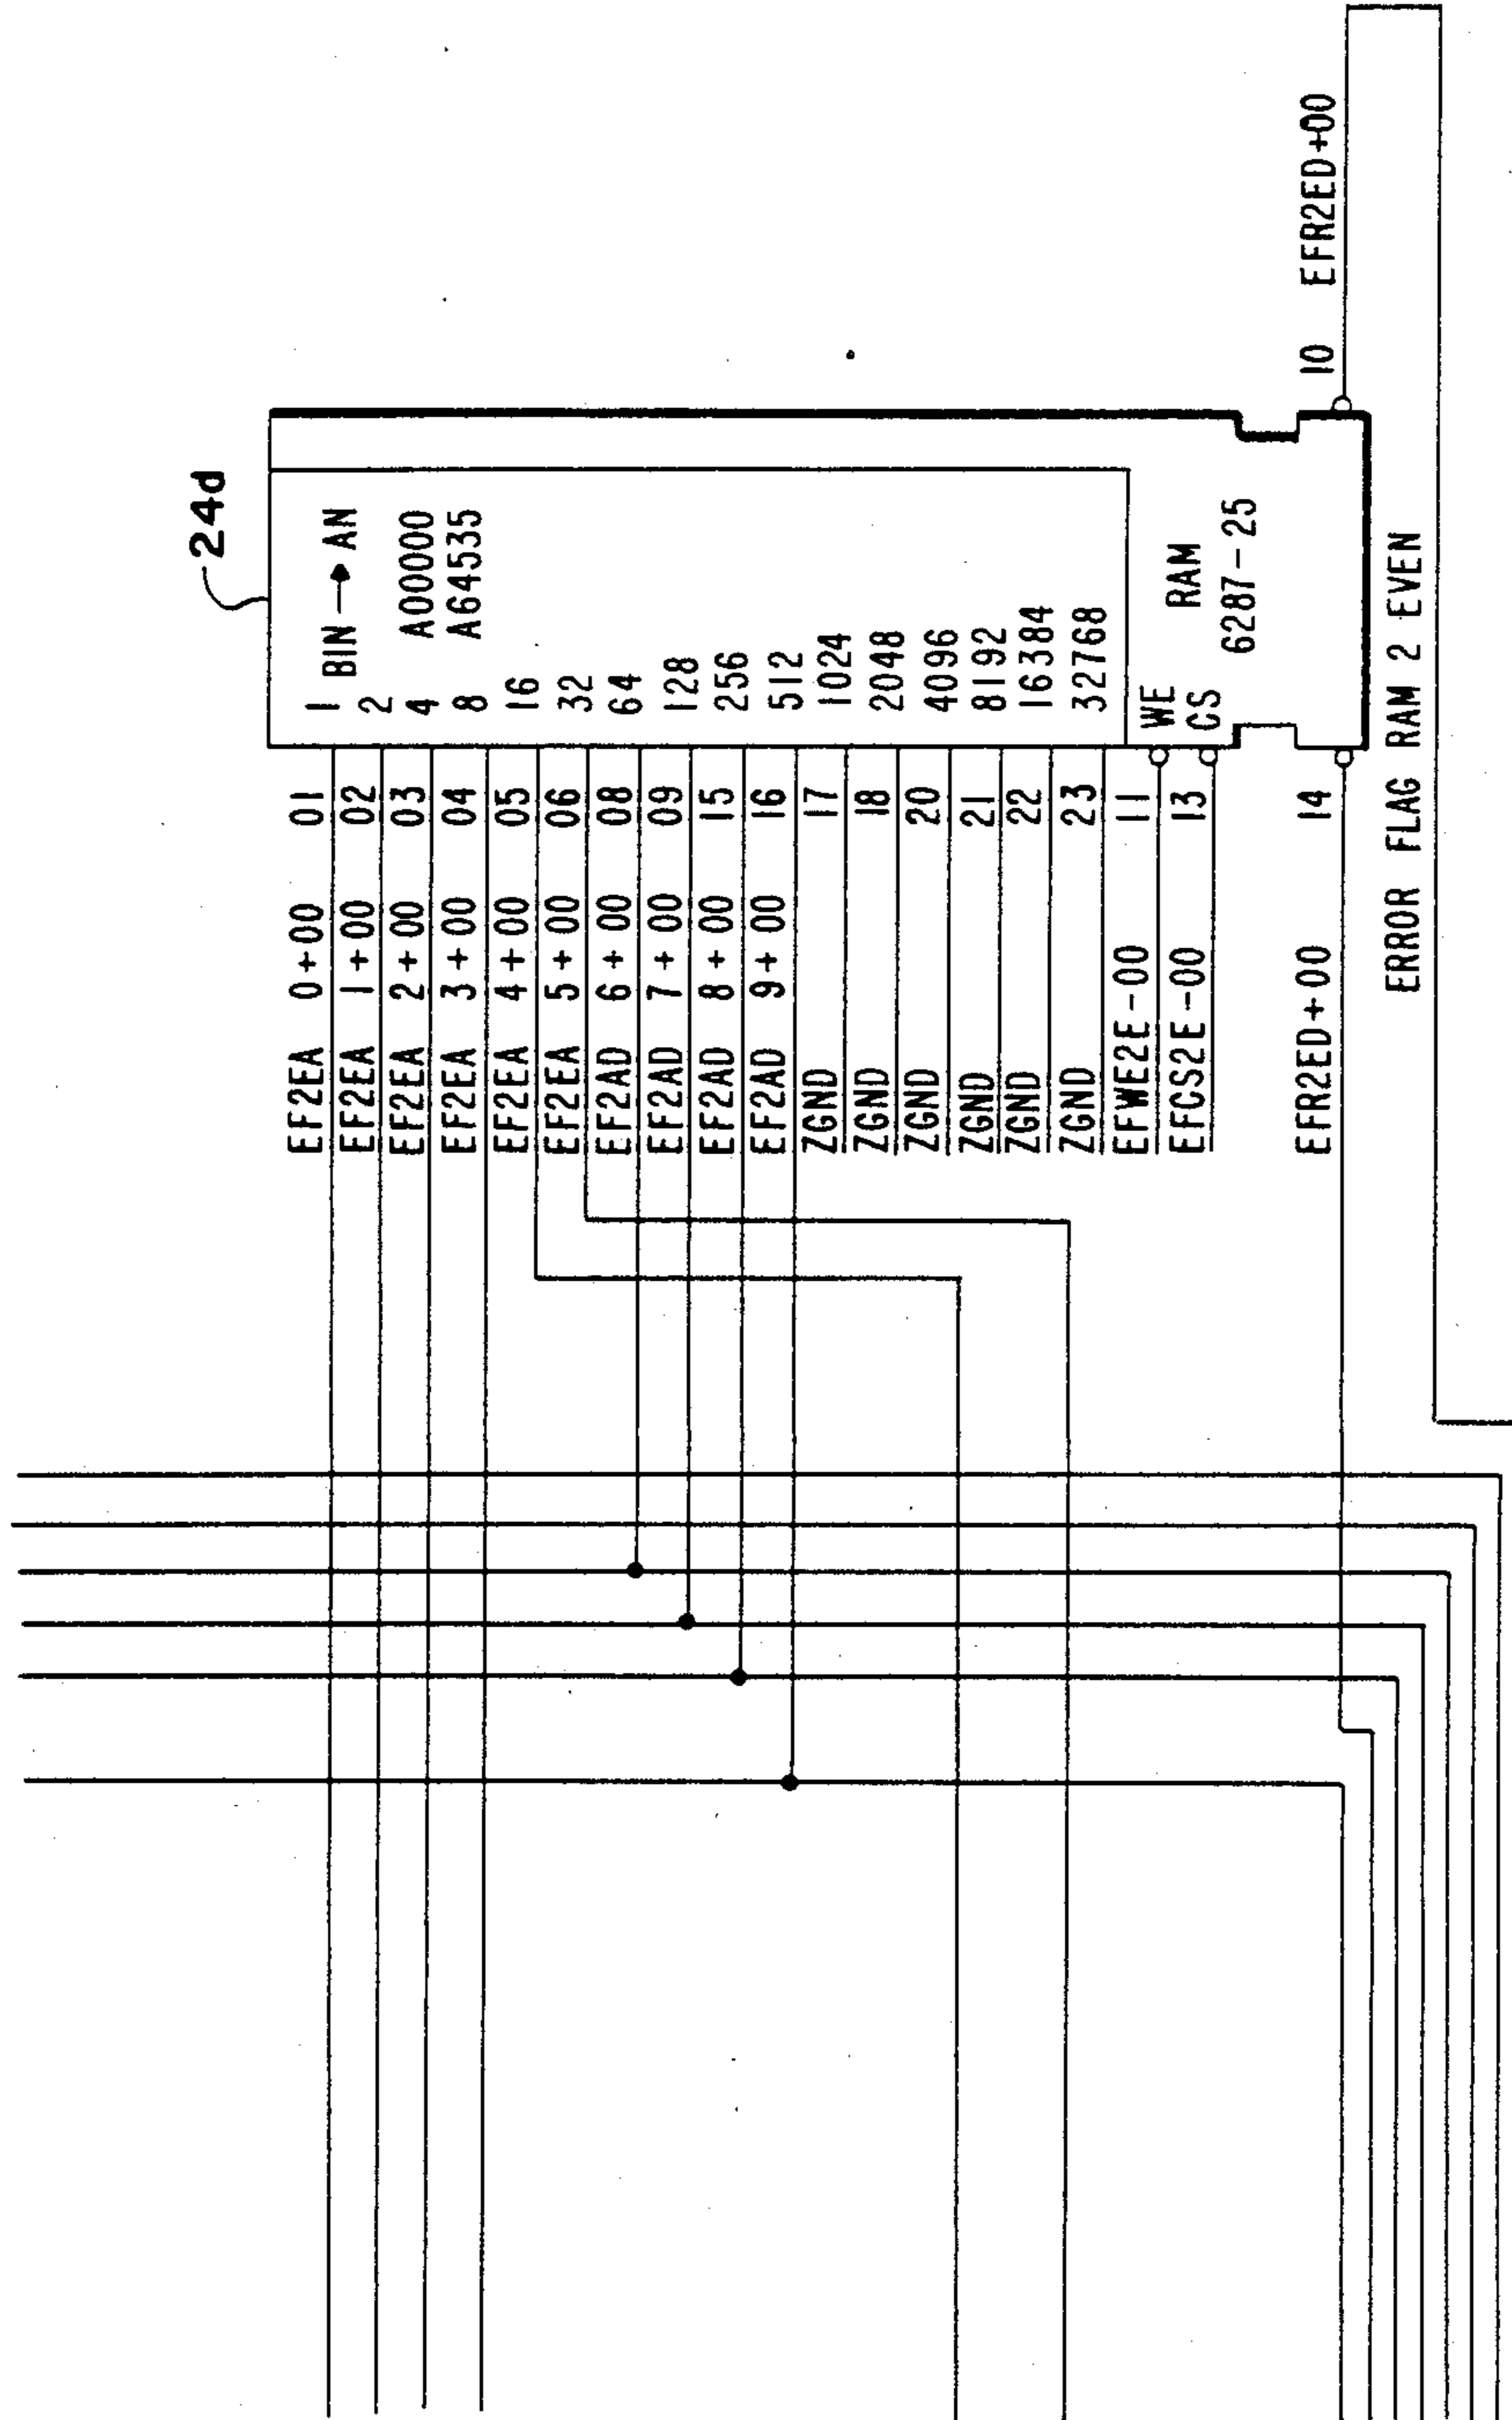 24d
BIN → AN
A00000
A64535
EF2EA 0+00 01 1
EF2EA 1+00 02 2
EF2EA 2+00 03 4
EF2EA 3+00 04 8
EF2EA 4+00 05 16
EF2EA 5+00 06 32
EF2AD 6+00 08 64
EF2AD 7+00 09 128
EF2AD 8+00 15 256
EF2AD 9+00 16 512
ZGND 17 1024
ZGND 18 2048
ZGND 20 4096
ZGND 21 8192
ZGND 22 16384
ZGND 23 32768
EFWE2E-00 11 WE
EFCS2E-00 13 CS
RAM
6287-25
EFR2ED+00 14
10 EFR2ED+00
ERROR FLAG RAM 2 EVEN